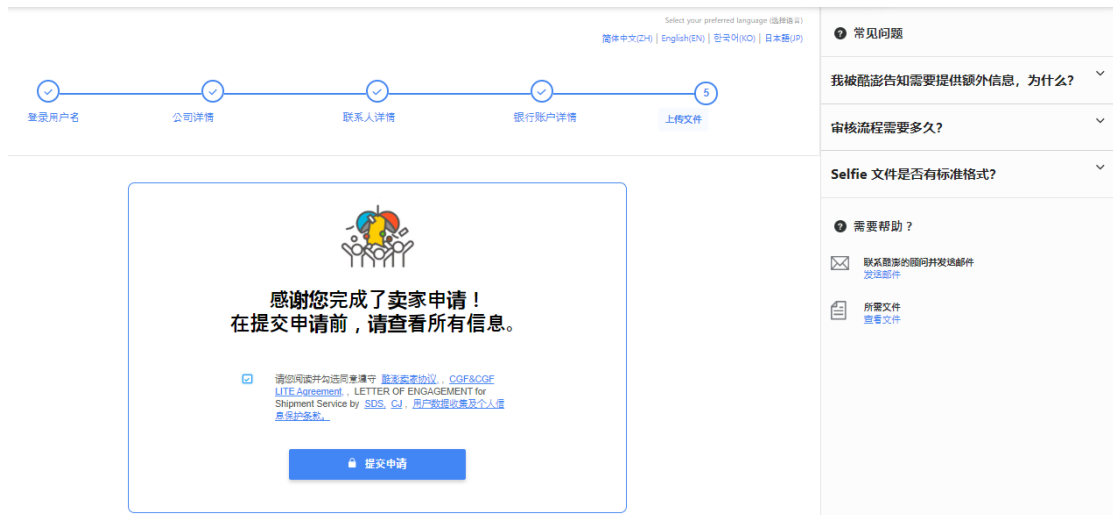 Select your preferred language (选择语言)
简体中文(ZH) | English(EN) | 한국어(KO) | 日本語(JP)
登录用户名
公司详情
联系人详情
银行账户详情
5
上传文件
感谢您完成了卖家申请！
在提交申请前，请查看所有信息。
请您阅读并勾选同意遵守 酷澎卖家协议, , CGF&CGF
LITE Agreement, , LETTER OF ENGAGEMENT for
Shipment Service by SDS, CJ , 用户数据收集及个人信
息保护条款。
提交申请
常见问题
我被酷澎告知需要提供额外信息，为什么？
审核流程需要多久？
Selfie 文件是否有标准格式？
需要帮助？
联系酷澎的顾问并发送邮件
发送邮件
所需文件
查看文件